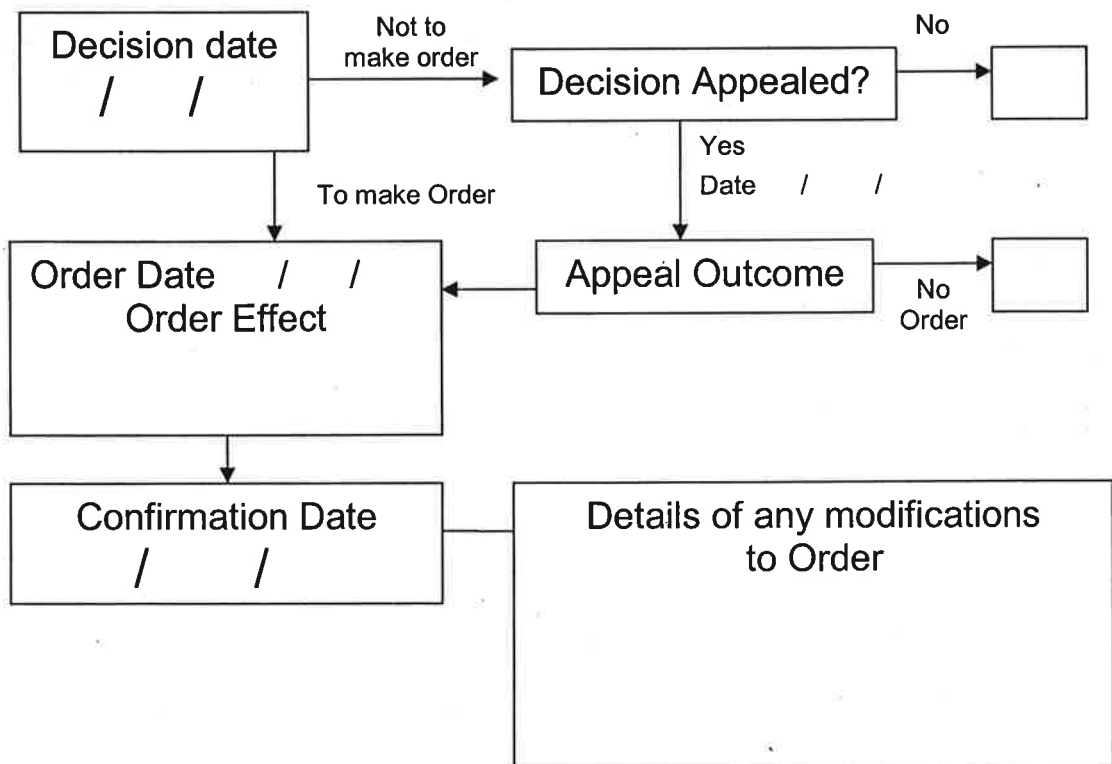 Decision date
/ /
Not to
make order
Decision Appealed?
No
Yes
Date / /
To make Order
Order Date / /
Order Effect
Appeal Outcome
No
Order
Confirmation Date
/ /
Details of any modifications
to Order